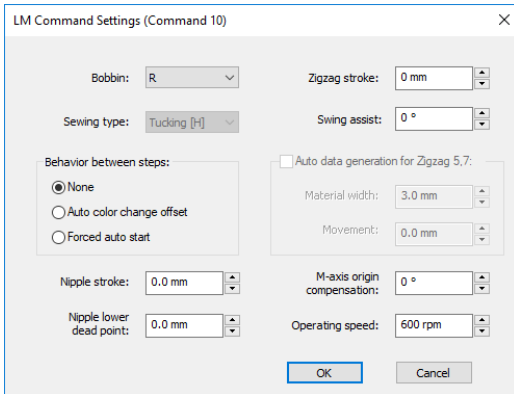 LM Command Settings (Command 10)
Bobbin: R
Zigzag stroke: 0 mm
Sewing type: Tucking [H]
Swing assist: 0 °
Behavior between steps:
None
Auto color change offset
Forced auto start
Auto data generation for Zigzag 5,7:
Material width: 3.0 mm
Movement: 0.0 mm
Nipple stroke: 0.0 mm
M-axis origin
compensation: 0 °
Nipple lower
dead point: 0.0 mm
Operating speed: 600 rpm
OK
Cancel